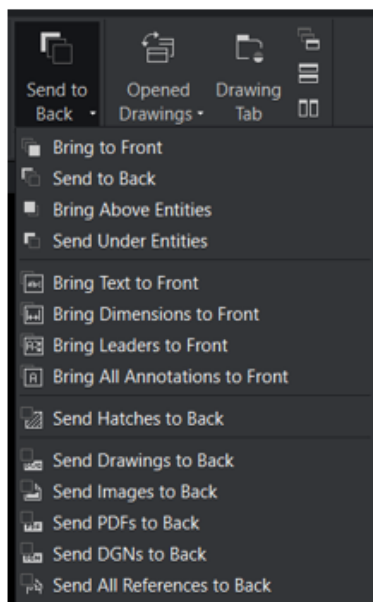 Send to
Back
Opened
Drawings
Drawing
Tab
Bring to Front
Send to Back
Bring Above Entities
Send Under Entities
Bring Text to Front
Bring Dimensions to Front
Bring Leaders to Front
Bring All Annotations to Front
Send Hatches to Back
Send Drawings to Back
Send Images to Back
Send PDFs to Back
Send DGNs to Back
Send All References to Back